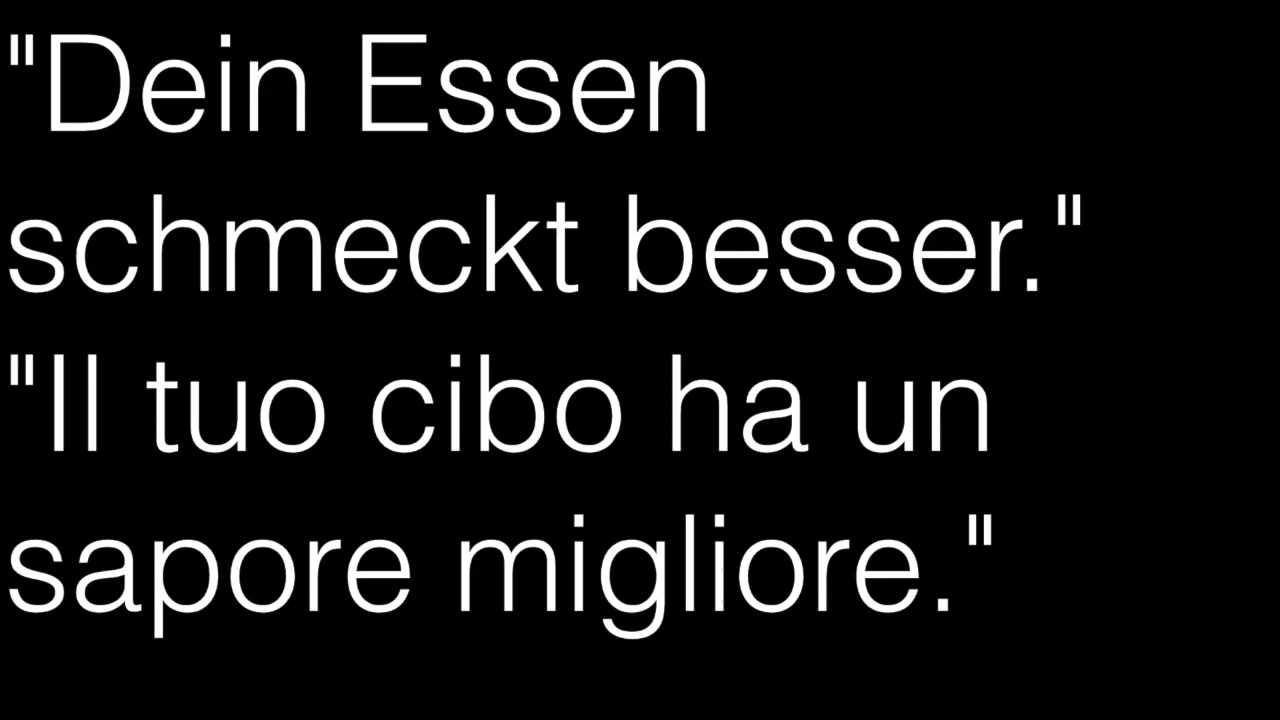 "Dein Essen
schmeckt besser."
"Il tuo cibo ha un
sapore migliore."